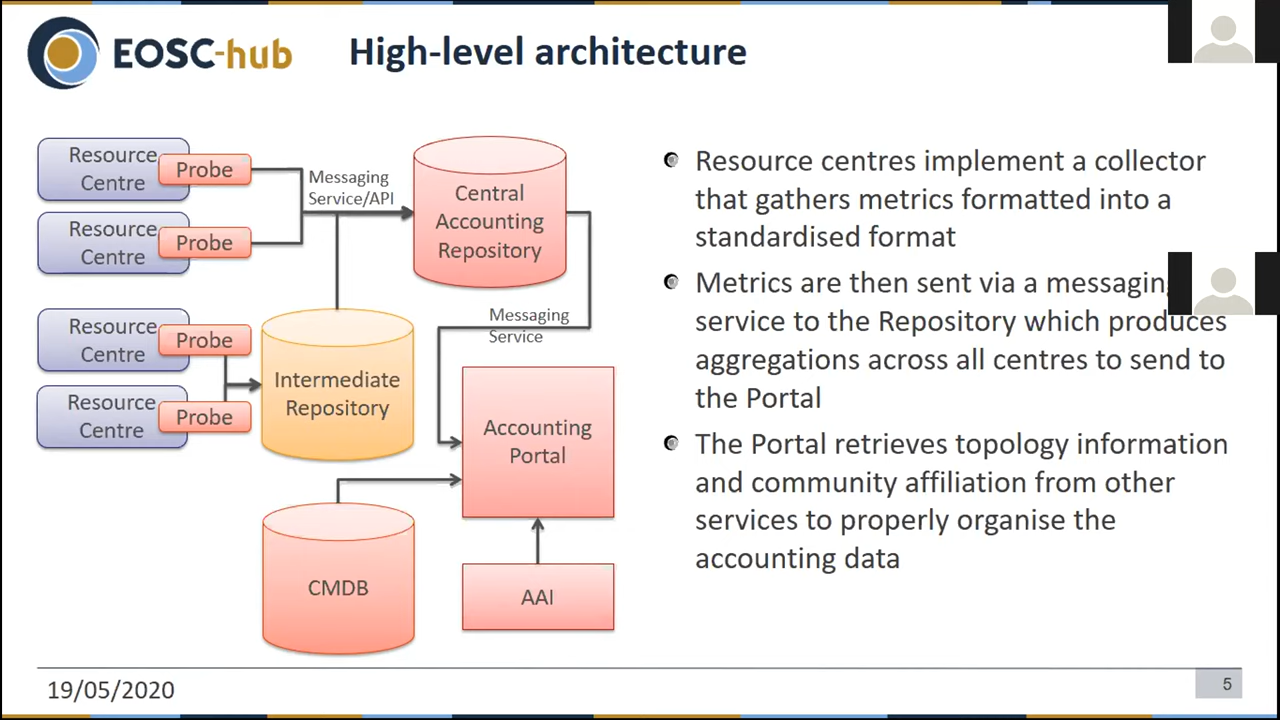 EOSC-hub
High-level architecture
Resource
Centre
Probe
Resource
Centre
Probe
Messaging
Service/API
Central
Accounting
Repository
Resource
Centre
Probe
Resource
Centre
Probe
Intermediate
Repository
Messaging
Service
Accounting
Portal
CMDB
AAI
Resource centres implement a collector
that gathers metrics formatted into a
standardised format
Metrics are then sent via a messaging
service to the Repository which produces
aggregations across all centres to send to
the Portal
The Portal retrieves topology information
and community affiliation from other
services to properly organise the
accounting data
19/05/2020
5